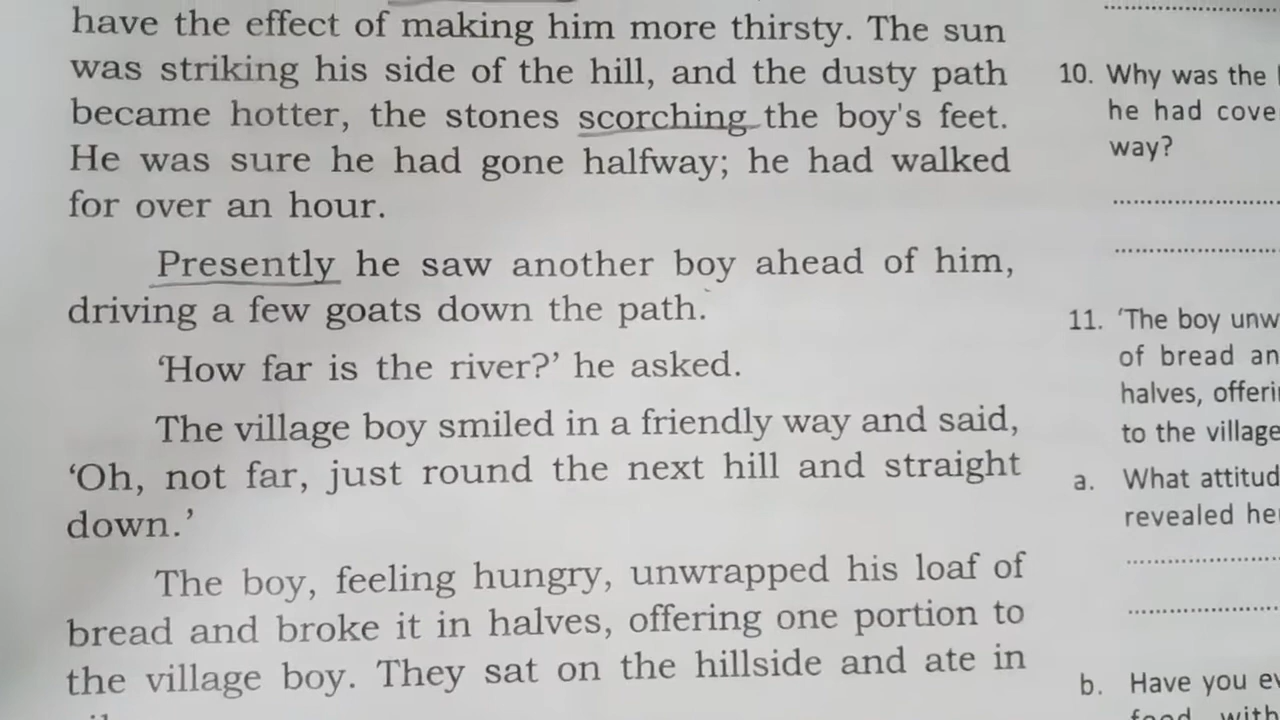 have the effect of making him more thirsty. The sun
was striking his side of the hill, and the dusty path
became hotter, the stones scorching the boy's feet.
He was sure he had gone halfway; he had walked
for over an hour.
Presently he saw another boy ahead of him,
driving a few goats down the path.
‘How far is the river?’ he asked.
The village boy smiled in a friendly way and said,
‘Oh, not far, just round the next hill and straight
down.’
The boy, feeling hungry, unwrapped his loaf of
bread and broke it in halves, offering one portion to
the village boy. They sat on the hillside and ate in
10. Why was the
he had cove
way?
11. ‘The boy unw
of bread an
halves, offeri
to the village
a. What attitud
revealed he
b. Have you ev
food with